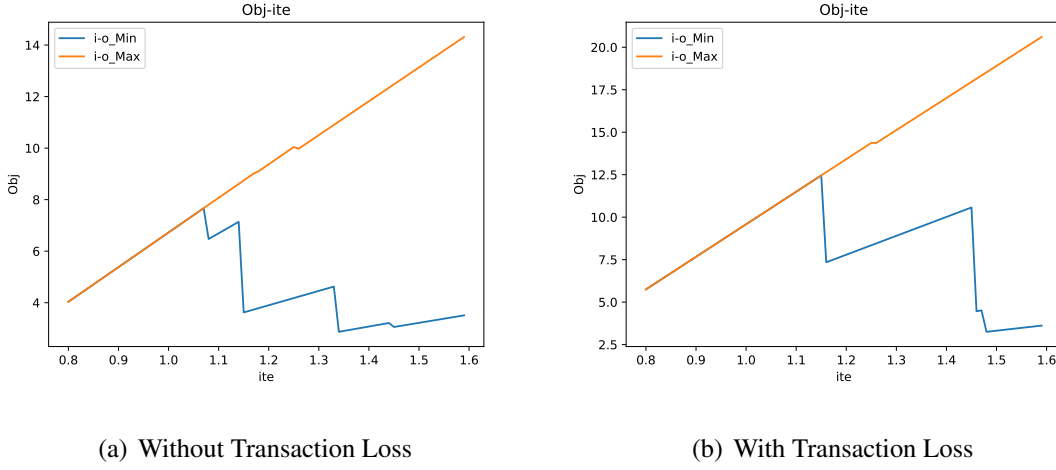 Obj-ite
i-o_Min
i-o_Max
14
12
10
8
6
4
Obj
0.8 0.9 1.0 1.1 1.2 1.3 1.4 1.5 1.6
ite
(a) Without Transaction Loss
Obj-ite
i-o_Min
i-o_Max
20.0
17.5
15.0
12.5
10.0
7.5
5.0
2.5
Obj
0.8 0.9 1.0 1.1 1.2 1.3 1.4 1.5 1.6
ite
(b) With Transaction Loss